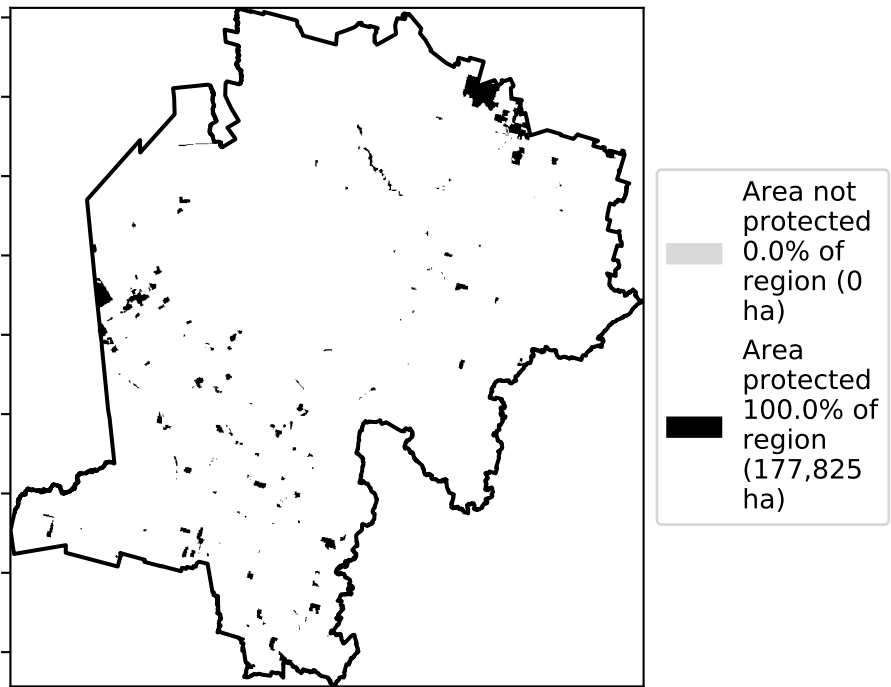 Area not
protected
0.0% of
region (0
ha)
Area
protected
100.0% of
region
(177,825
ha)